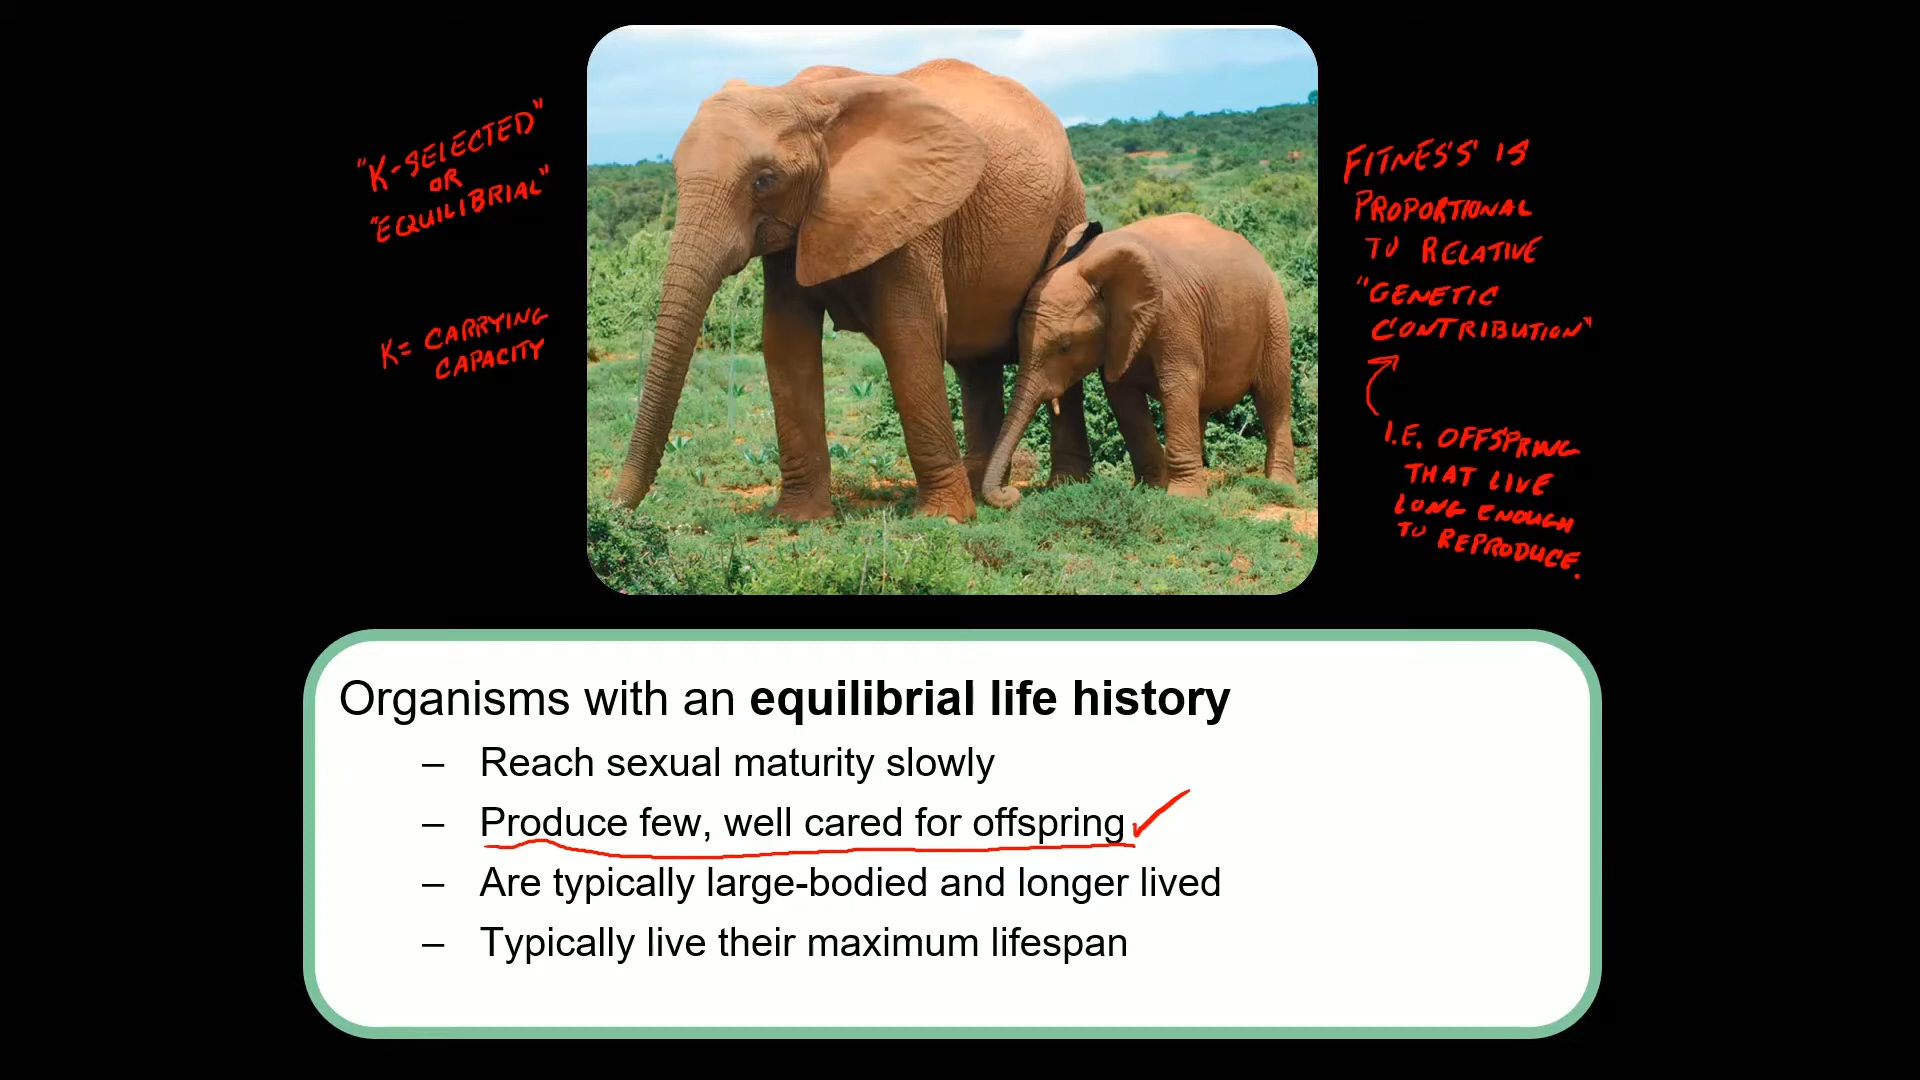 "K-SELECTED"
OR
"EQUILIBRIAL"
K= CARRYING
CAPACITY
FITNESS IS
PROPORTIONAL
TO RELATIVE
"GENETIC
CONTRIBUTION"
I.E. OFFSPRING
THAT LIVE
LONG ENOUGH
TO REPRODUCE.
Organisms with an equilibrial life history
– Reach sexual maturity slowly
– Produce few, well cared for offspring
– Are typically large-bodied and longer lived
– Typically live their maximum lifespan